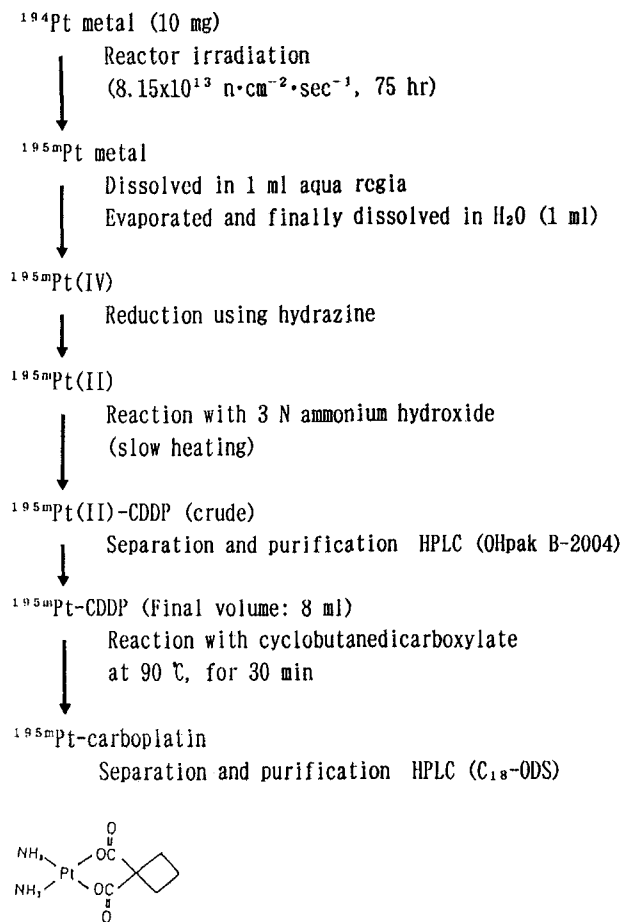 ¹⁹⁴Pt metal (10 mg)
Reactor irradiation
(8.15x10¹³ n·cm⁻²·sec⁻¹, 75 hr)
¹⁹⁵ᵐPt metal
Dissolved in 1 ml aqua regia
Evaporated and finally dissolved in H₂O (1 ml)
¹⁹⁵ᵐPt(IV)
Reduction using hydrazine
¹⁹⁵ᵐPt(II)
Reaction with 3 N ammonium hydroxide
(slow heating)
¹⁹⁵ᵐPt(II)-CDDP (crude)
Separation and purification HPLC (OHpak B-2004)
¹⁹⁵ᵐPt-CDDP (Final volume: 8 ml)
Reaction with cyclobutanedicarboxylate
at 90 ℃, for 30 min
¹⁹⁵ᵐPt-carboplatin
Separation and purification HPLC (C₁₈-ODS)
O
NH₃ OC
Pt
NH₃ OC
O